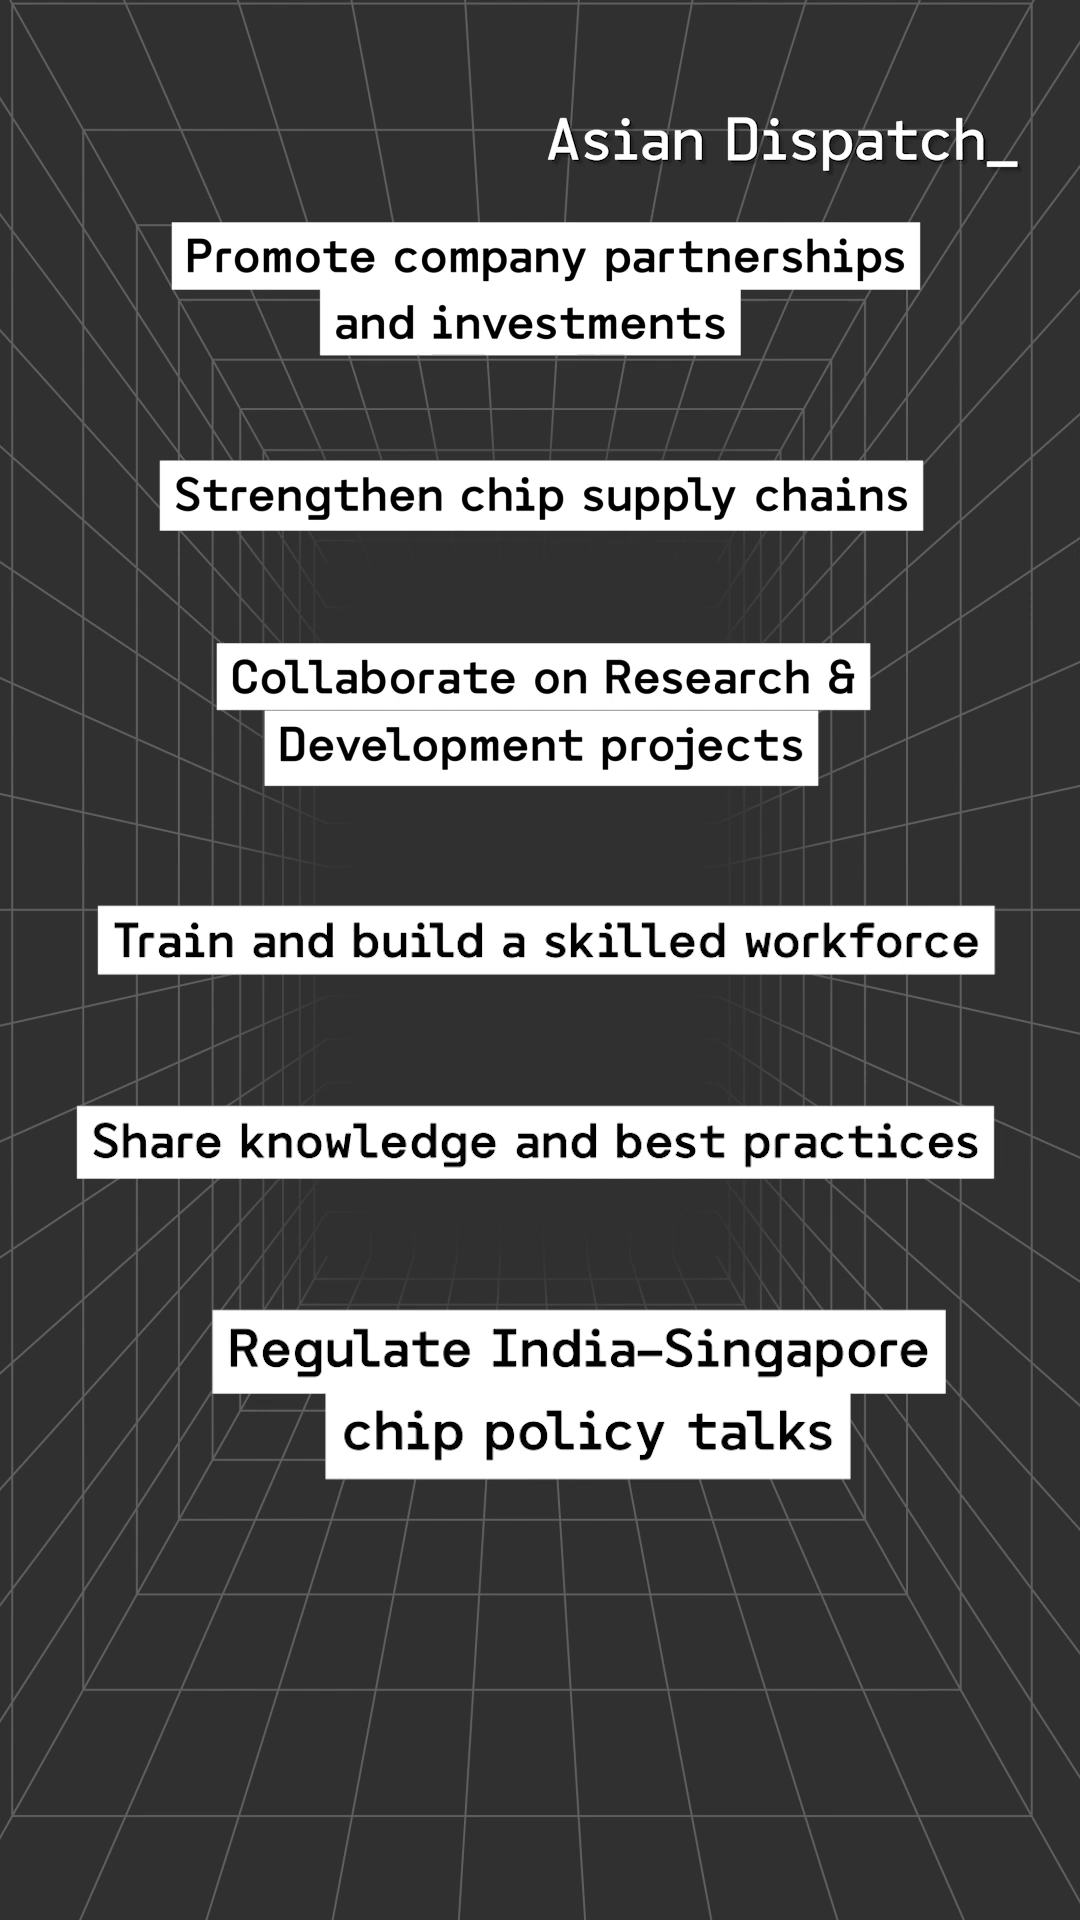 Asian Dispatch_
Promote company partnerships
and investments
Strengthen chip supply chains
Collaborate on Research &
Development projects
Train and build a skilled workforce
Share knowledge and best practices
Regulate India–Singapore
chip policy talks